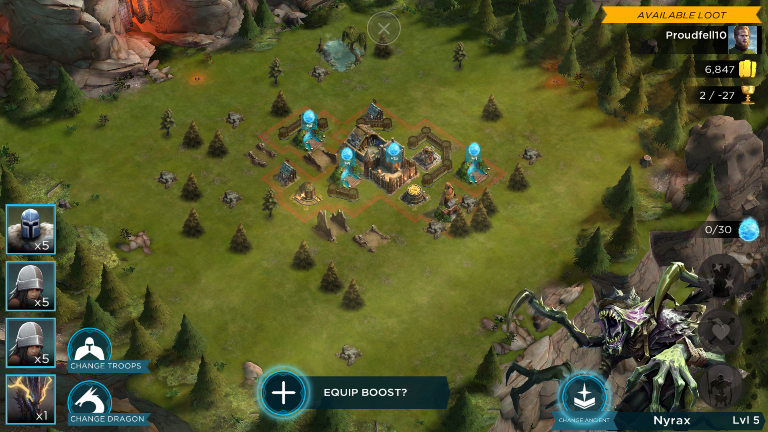 AVAILABLE LOOT
Proudfell10
6,847
2 / -27
x5
0/30
x5
x5
CHANGE TROOPS
x1
CHANGE DRAGON
EQUIP BOOST?
CHANGE ANCIENT
Nyrax
Lvl 5